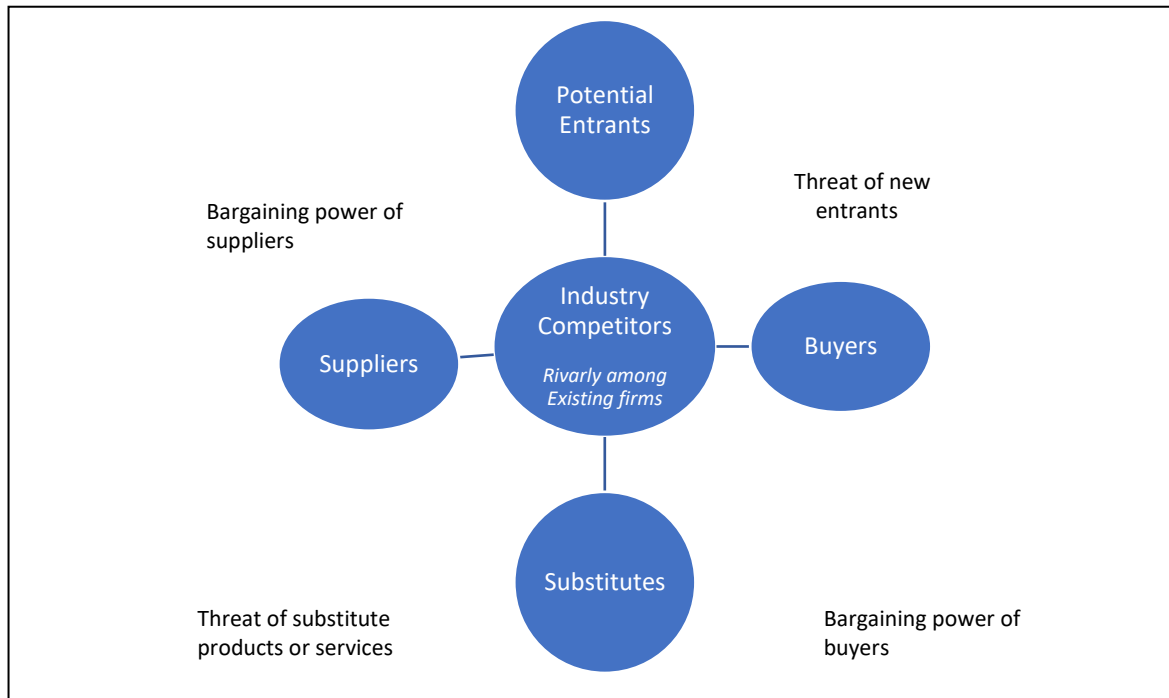 Potential
Entrants
Threat of new
entrants
Bargaining power of
suppliers
Industry
Competitors
Rivarly among
Existing firms
Suppliers
Buyers
Substitutes
Threat of substitute
products or services
Bargaining power of
buyers